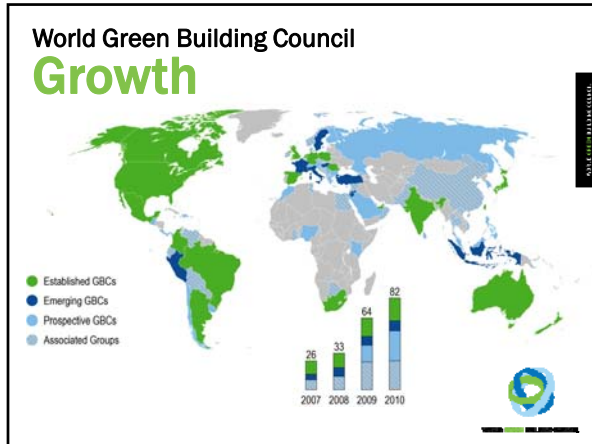 World Green Building Council
Growth
Established GBCs
Emerging GBCs
Prospective GBCs
Associated Groups
26
33
64
82
2007
2008
2009
2010